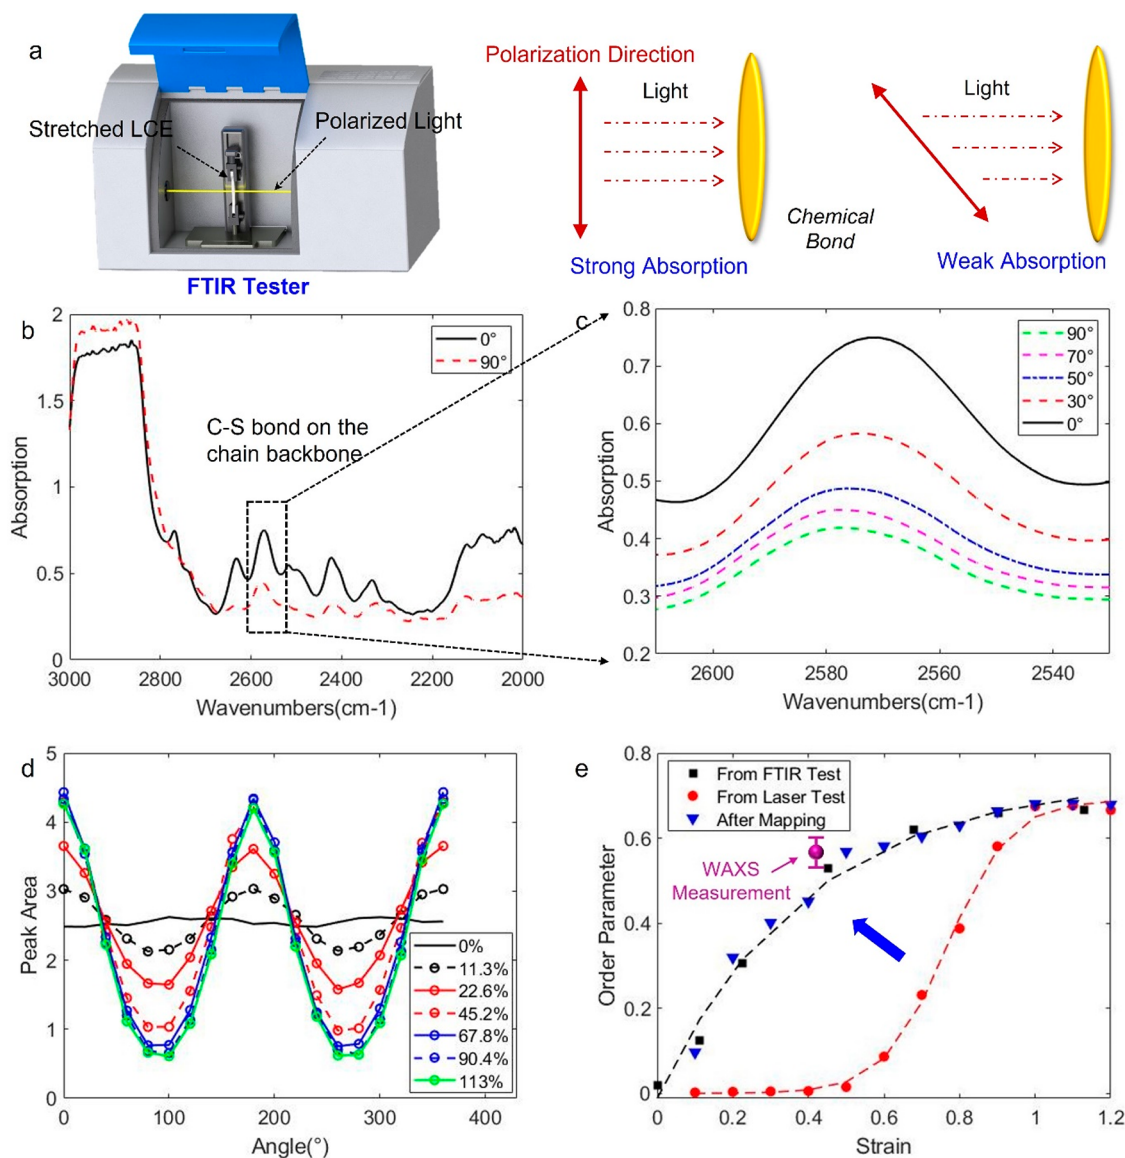 a
Stretched LCE
Polarized Light
FTIR Tester
Polarization Direction
Light
Strong Absorption
Chemical
Bond
Light
Weak Absorption
b
2
1.5
1
0.5
0
3000 2800 2600 2400 2200 2000
Absorption
Wavenumbers(cm-1)
0°
90°
C-S bond on the
chain backbone
c
0.8
0.7
0.6
0.5
0.4
0.3
0.2
2600 2580 2560 2540
Absorption
Wavenumbers(cm-1)
90°
70°
50°
30°
0°
d
5
4
3
2
1
0
0 100 200 300 400
Peak Area
Angle(°)
0%
11.3%
22.6%
45.2%
67.8%
90.4%
113%
e
0.8
0.6
0.4
0.2
0
0 0.2 0.4 0.6 0.8 1 1.2
Order Parameter
Strain
From FTIR Test
From Laser Test
After Mapping
WAXS
Measurement